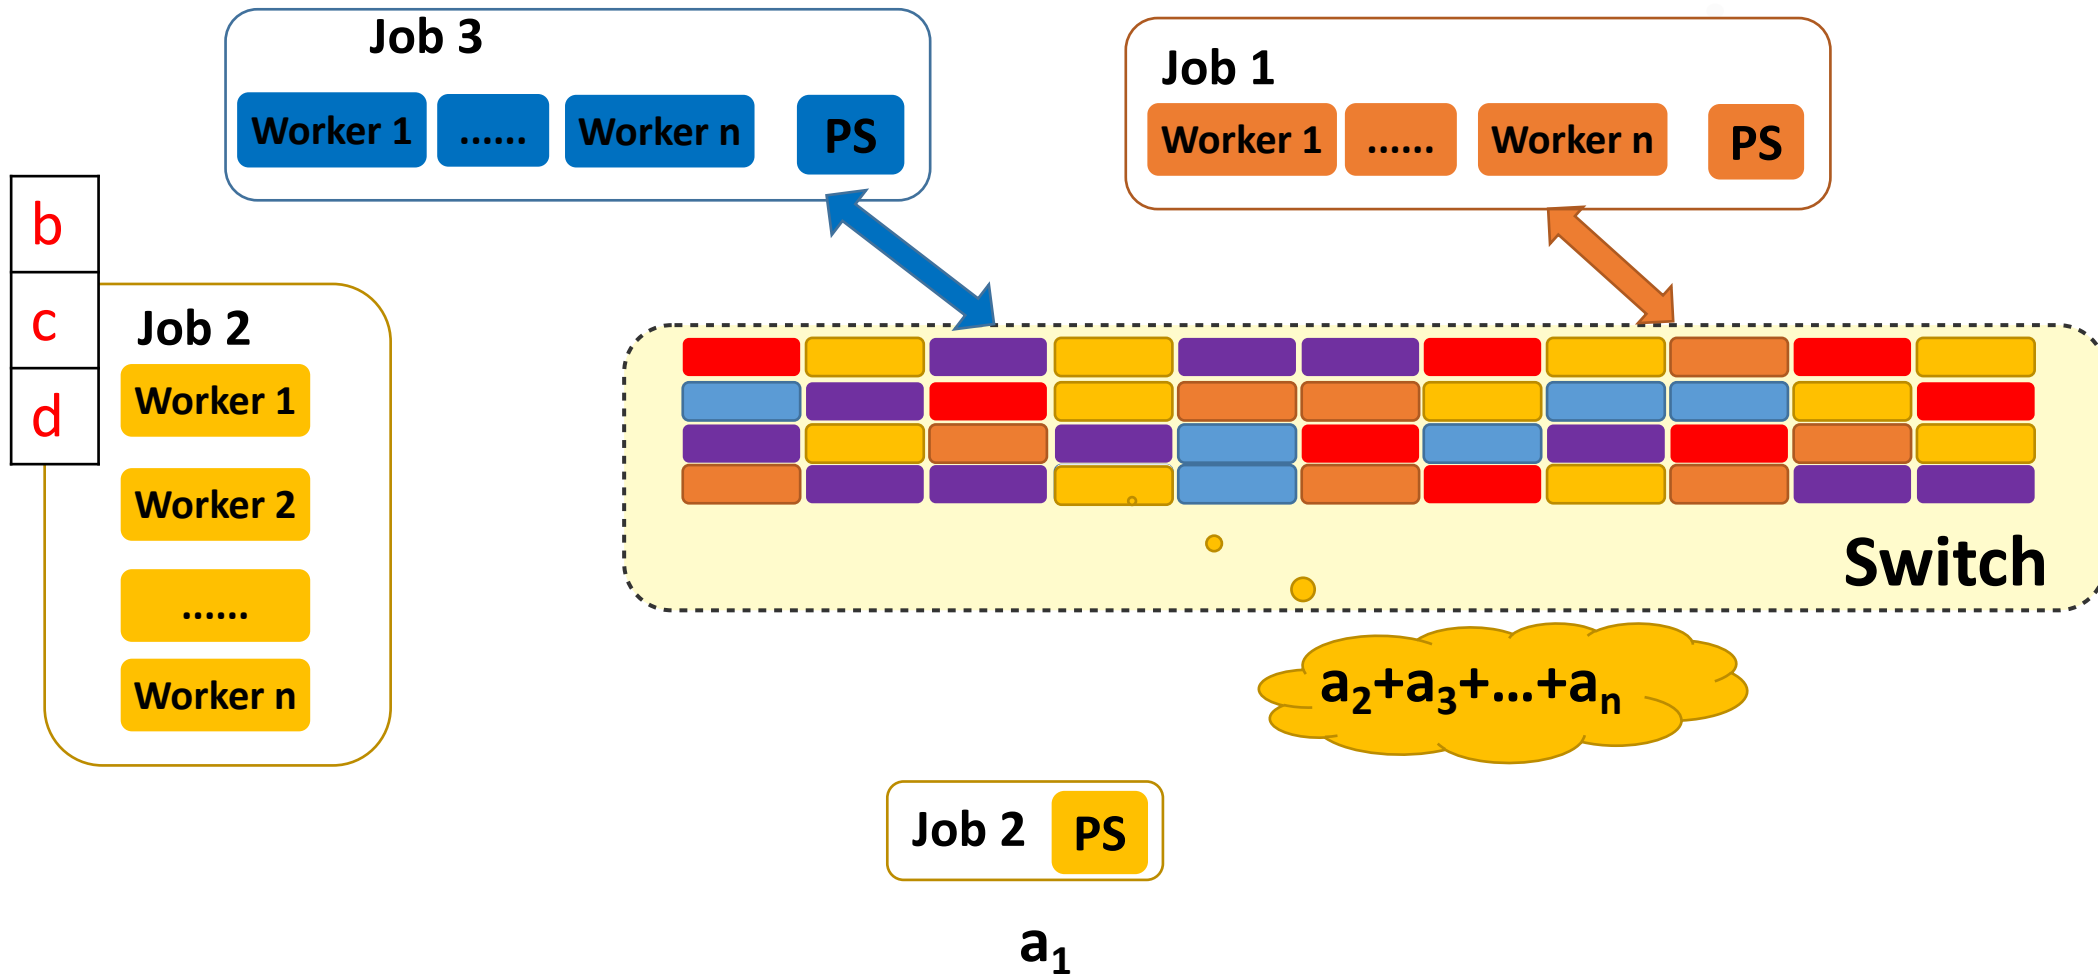 Job 3
Worker 1 ...... Worker n PS
Job 1
Worker 1 ...... Worker n PS
b
c
d
Job 2
Worker 1
Worker 2
......
Worker n
Switch
a₂+a₃+...+aₙ
Job 2 PS
a₁